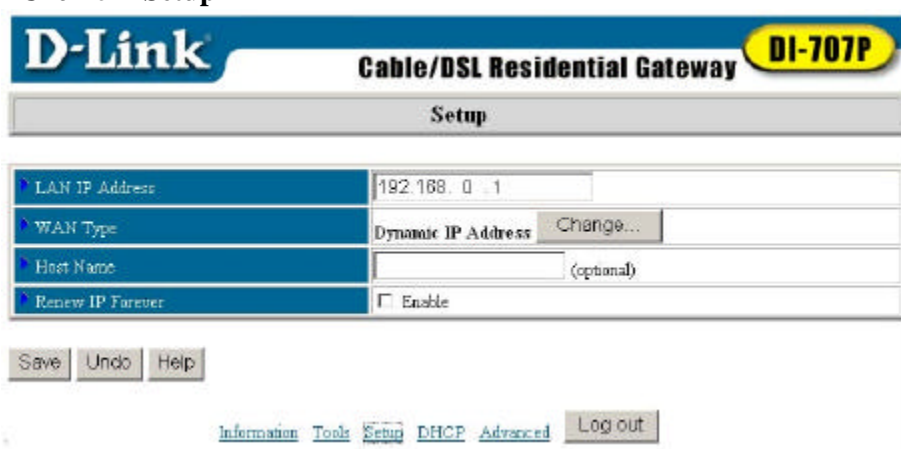 D-Link
DI-707P
Cable/DSL Residential Gateway
Setup
LAN IP Address 192.168. 0 .1
WAN Type Dynamic IP Address Change...
Host Name (optional)
Renew IP Forever Enable
Save Undo Help
Information Tools Setup DHCP Advanced Log out